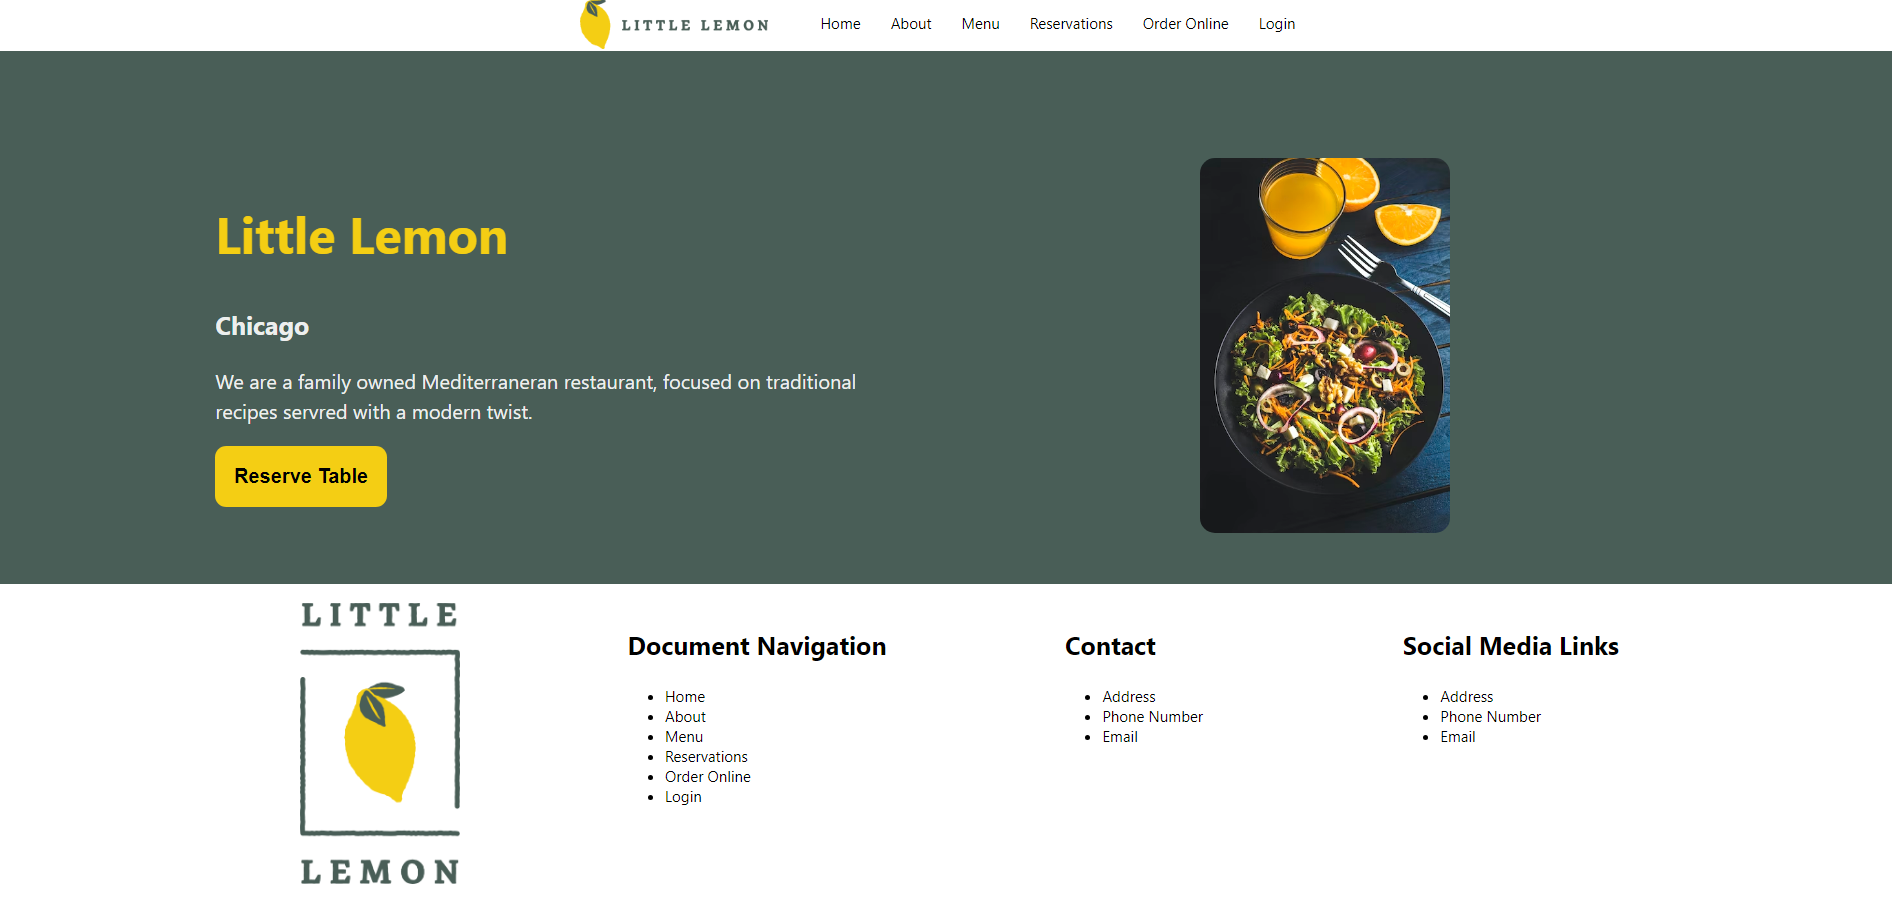 LITTLE LEMON Home About Menu Reservations Order Online Login
Little Lemon
Chicago
We are a family owned Mediterraneran restaurant, focused on traditional
recipes servred with a modern twist.
Reserve Table
LITTLE
LEMON
Document Navigation
Home
About
Menu
Reservations
Order Online
Login
Contact
Address
Phone Number
Email
Social Media Links
Address
Phone Number
Email